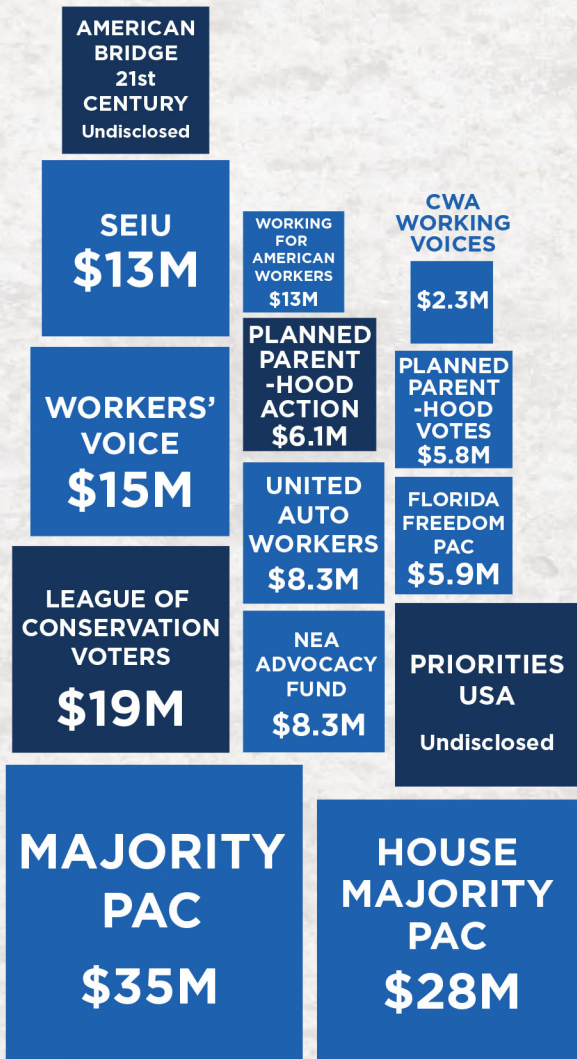 AMERICAN
BRIDGE
21st
CENTURY
Undisclosed
SEIU
$13M
WORKING
FOR
AMERICAN
WORKERS
$13M
CWA
WORKING
VOICES
$2.3M
PLANNED
PARENT
-HOOD
ACTION
$6.1M
PLANNED
PARENT
-HOOD
VOTES
$5.8M
WORKERS’
VOICE
$15M
UNITED
AUTO
WORKERS
$8.3M
FLORIDA
FREEDOM
PAC
$5.9M
LEAGUE OF
CONSERVATION
VOTERS
$19M
NEA
ADVOCACY
FUND
$8.3M
PRIORITIES
USA
Undisclosed
MAJORITY
PAC
$35M
HOUSE
MAJORITY
PAC
$28M